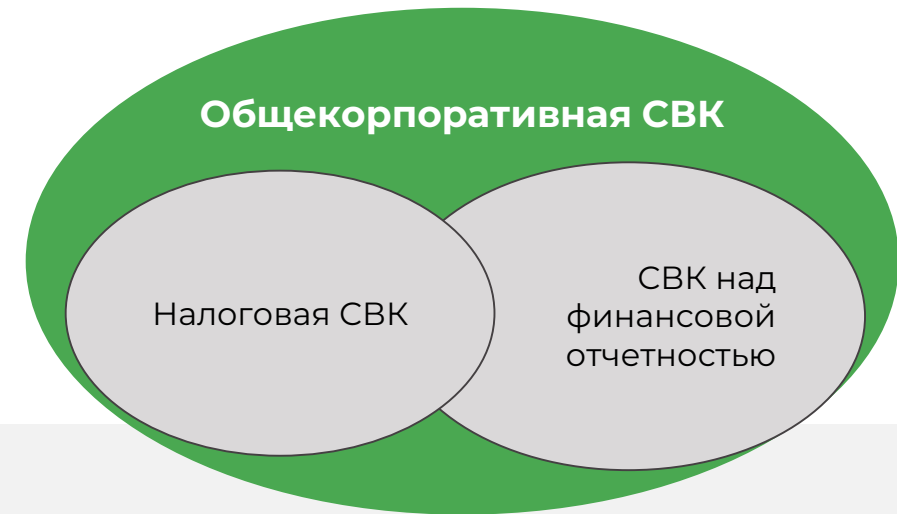 Общекорпоративная СВК
Налоговая СВК
СВК над
финансовой
отчетностью